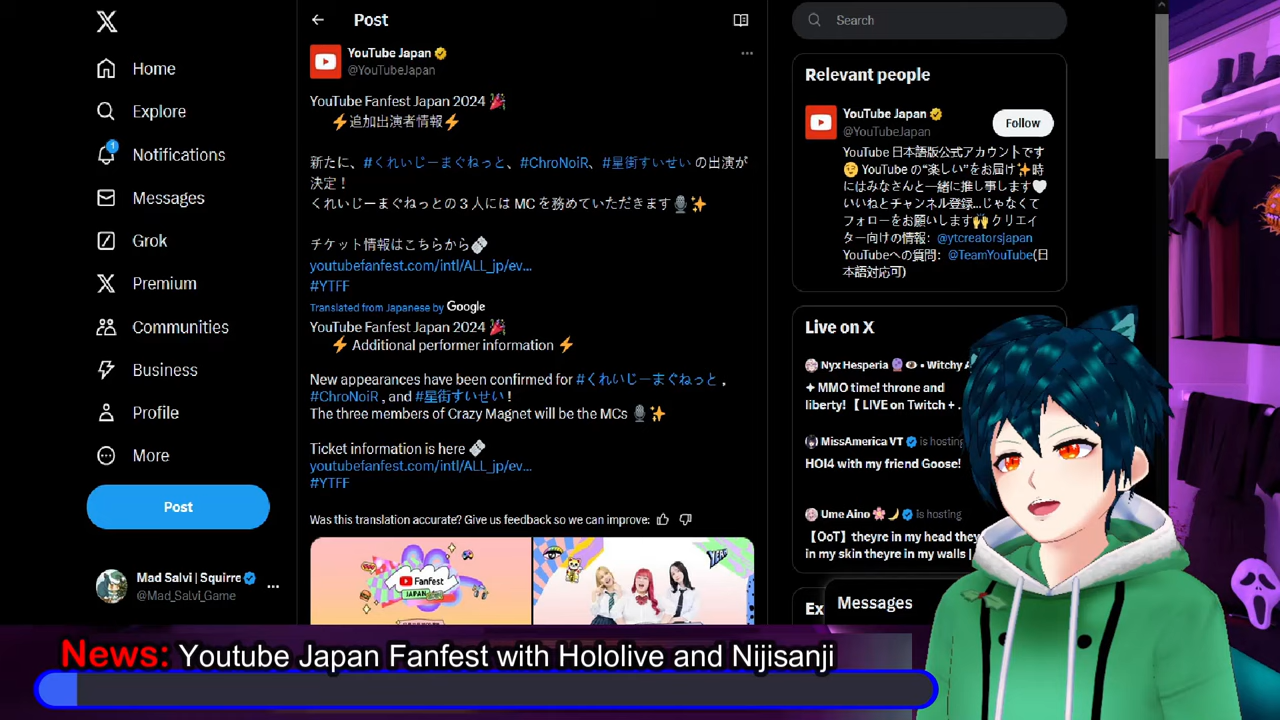 Home
Explore
1
Notifications
Messages
Grok
Premium
Communities
Business
Profile
More
Post
Mad Salvi | Squirre
@Mad_Salvi_Game
Post
YouTube Japan
@YouTubeJapan
YouTube Fanfest Japan 2024 🎉
⚡追加出演者情報⚡
新たに、#くれいじーまぐねっと、#ChroNoiR、#星街すいせい の出演が
決定！
くれいじーまぐねっとの 3 人には MC を務めていただきます🎙✨
チケット情報はこちらから🎟
youtubefanfest.com/intl/ALL_jp/ev...
#YTFF
Translated from Japanese by Google
YouTube Fanfest Japan 2024 🎉
⚡ Additional performer information ⚡
New appearances have been confirmed for #くれいじーまぐねっと ,
#ChroNoiR , and #星街すいせい !
The three members of Crazy Magnet will be the MCs 🎙✨
Ticket information is here 🎟
youtubefanfest.com/intl/ALL_jp/ev...
#YTFF
Was this translation accurate? Give us feedback so we can improve:
FanFest
JAPAN
YEAH
Search
Relevant people
YouTube Japan
@YouTubeJapan
Follow
YouTube 日本語版公式アカウントです
😉 YouTube の“楽しい”をお届け✨時
にはみなさんと一緒に推し事します🤍
いいねとチャンネル登録...じゃなくて
フォローをお願いします🙌 クリエイ
ター向けの情報：@ytcreatorsjapan
YouTubeへの質問：@TeamYouTube(日
本語対応可)
Live on X
Nyx Hesperia • Witchy
✦ MMO time! throne and
liberty!【 LIVE on Twitch + .
MissAmerica VT is hosting
HOI4 with my friend Goose!
Ume Aino is hosting
【OoT】theyre in my head they
in my skin theyre in my walls |
Ex
Messages
News: Youtube Japan Fanfest with Hololive and Nijisanji